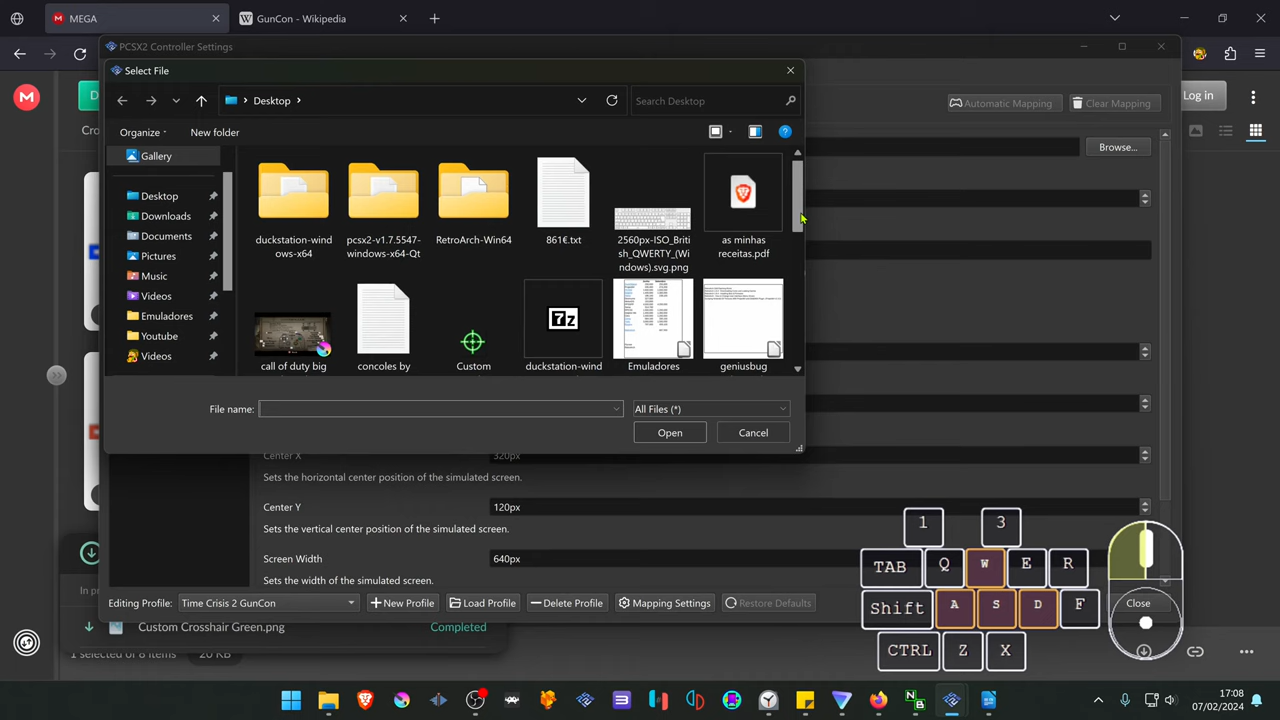 MEGA
GunCon - Wikipedia
PCSX2 Controller Settings
Select File
Log in
Desktop
Search Desktop
Automatic Mapping
Clear Mapping
Organize
New folder
Browse...
Gallery
Desktop
Downloads
Documents
Pictures
Music
Videos
Emuladores
Youtube
Videos
duckstation-wind
ows-x64
pcsx2-v1.7.5547-
windows-x64-Qt
RetroArch-Win64
861€.txt
2560px-ISO_Briti
sh_QWERTY_(Wi
ndows).svg.png
as minhas
receitas.pdf
call of duty big
concoles by
Custom
duckstation-wind
Emuladores
geniusbug
File name:
All Files (*)
Open
Cancel
Center X
320px
Sets the horizontal center position of the simulated screen.
Center Y
120px
Sets the vertical center position of the simulated screen.
Screen Width
640px
Sets the width of the simulated screen.
Editing Profile:
Time Crisis 2 GunCon
New Profile
Load Profile
Delete Profile
Mapping Settings
Restore Defaults
Close
Custom Crosshair Green.png
Completed
1 selected of 8 items
20 KB
1
3
TAB
Q
W
E
R
Shift
A
S
D
F
CTRL
Z
X
17:08
07/02/2024